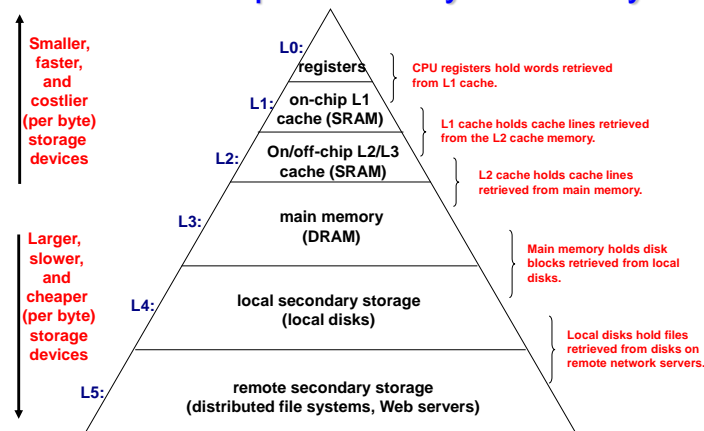 Smaller,
faster,
and
costlier
(per byte)
storage
devices
Larger,
slower,
and
cheaper
(per byte)
storage
devices
L0:
registers
CPU registers hold words retrieved
from L1 cache.
L1:
on-chip L1
cache (SRAM)
L1 cache holds cache lines retrieved
from the L2 cache memory.
L2:
On/off-chip L2/L3
cache (SRAM)
L2 cache holds cache lines
retrieved from main memory.
L3:
main memory
(DRAM)
Main memory holds disk
blocks retrieved from local
disks.
L4:
local secondary storage
(local disks)
Local disks hold files
retrieved from disks on
remote network servers.
L5:
remote secondary storage
(distributed file systems, Web servers)